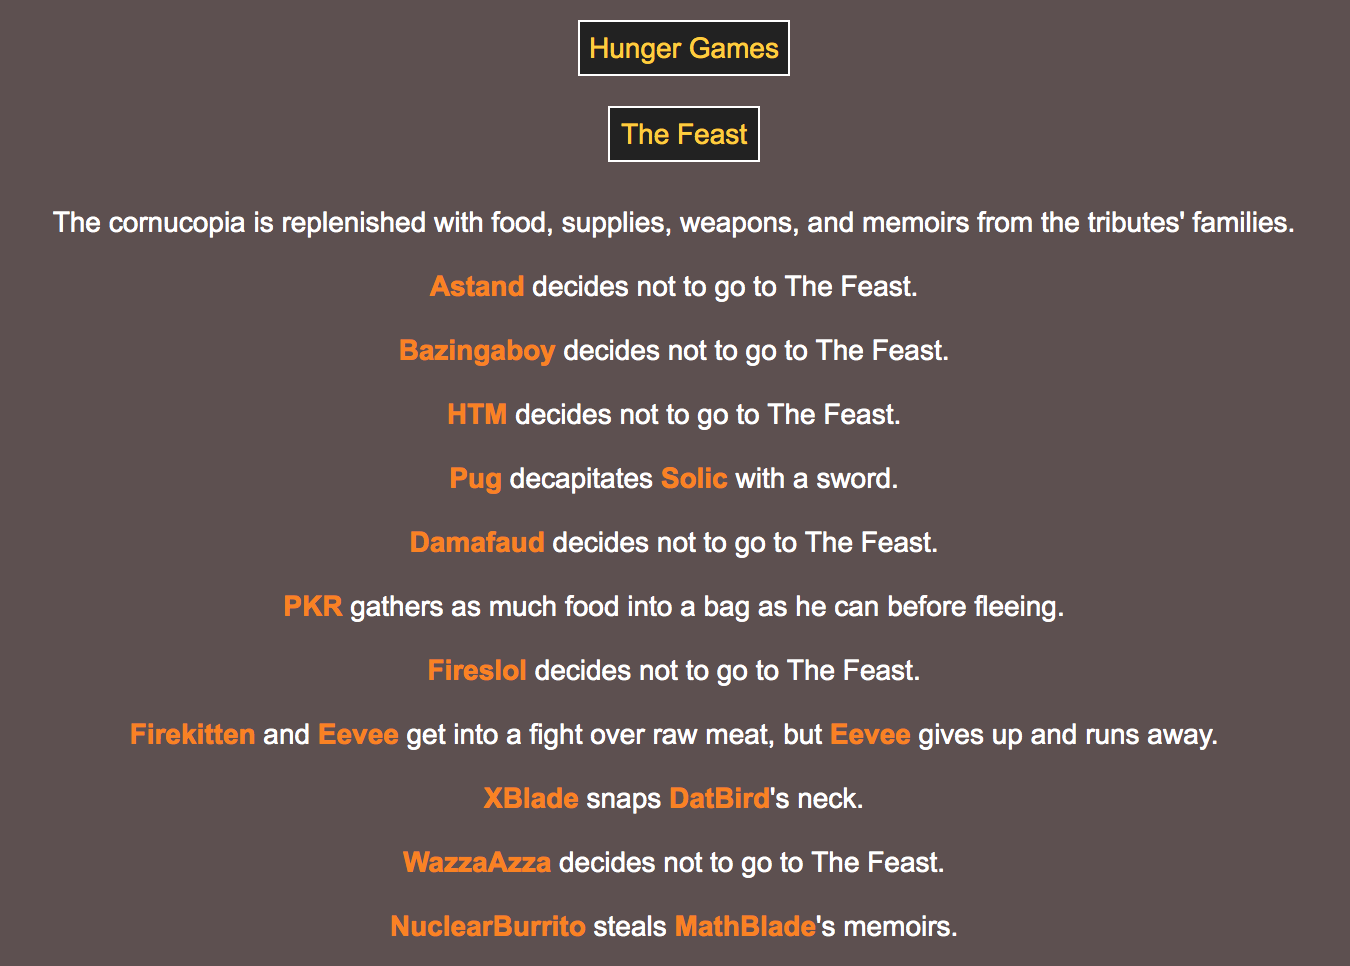 Hunger Games
The Feast
The cornucopia is replenished with food, supplies, weapons, and memoirs from the tributes' families.
Astand decides not to go to The Feast.
Bazingaboy decides not to go to The Feast.
HTM decides not to go to The Feast.
Pug decapitates Solic with a sword.
Damafaud decides not to go to The Feast.
PKR gathers as much food into a bag as he can before fleeing.
Fireslol decides not to go to The Feast.
Firekitten and Eevee get into a fight over raw meat, but Eevee gives up and runs away.
XBlade snaps DatBird's neck.
WazzaAzza decides not to go to The Feast.
NuclearBurrito steals MathBlade's memoirs.